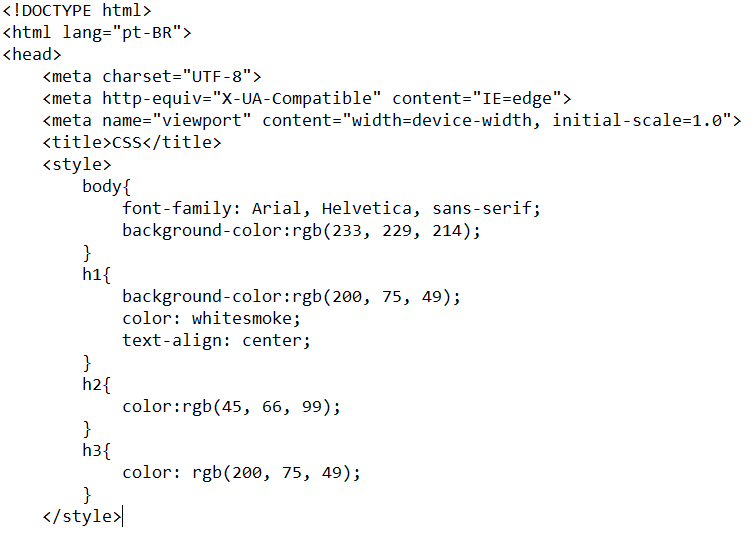 <!DOCTYPE html>
<html lang="pt-BR">
<head>
    <meta charset="UTF-8">
    <meta http-equiv="X-UA-Compatible" content="IE=edge">
    <meta name="viewport" content="width=device-width, initial-scale=1.0">
    <title>CSS</title>
    <style>
        body{
            font-family: Arial, Helvetica, sans-serif;
            background-color:rgb(233, 229, 214);
        }
        h1{
            background-color:rgb(200, 75, 49);
            color: whitesmoke;
            text-align: center;
        }
        h2{
            color:rgb(45, 66, 99);
        }
        h3{
            color: rgb(200, 75, 49);
        }
    </style>